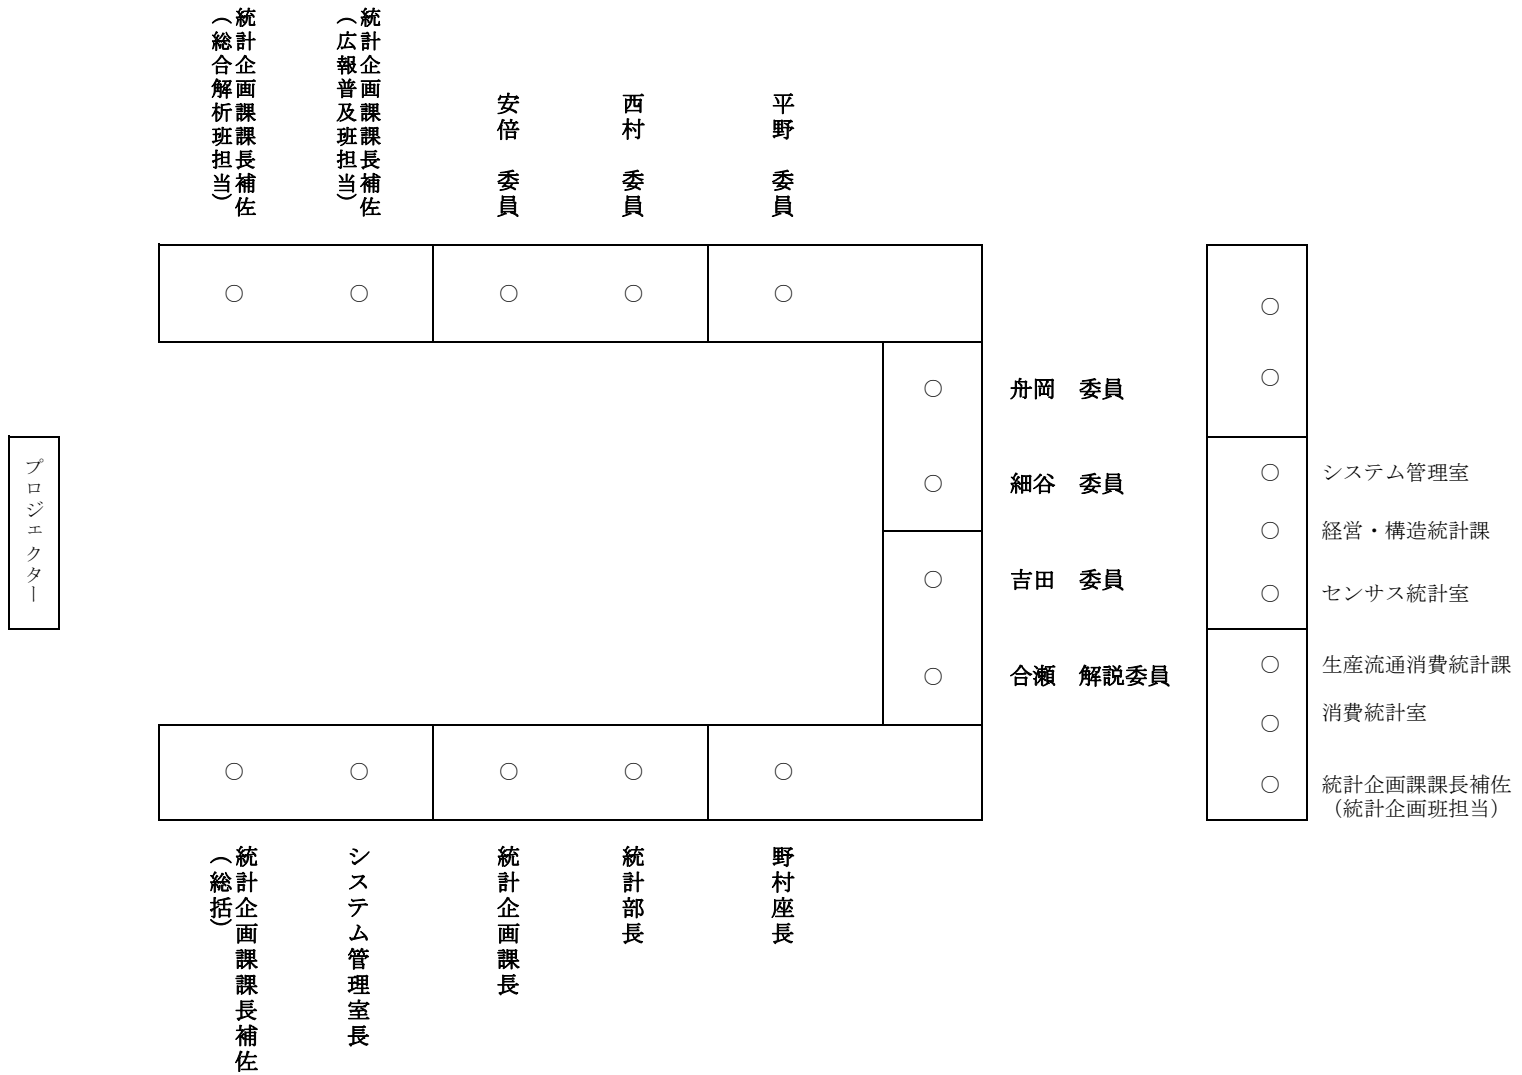 統計企画課課長補佐
（総合解析班担当）
統計企画課課長補佐
（広報普及班担当）
安倍　委員
西村　委員
平野　委員
○
○
○
○
○
○
○
舟岡　委員
○
○
細谷　委員
○
システム管理室
プロジェクター
○
経営・構造統計課
○
吉田　委員
○
センサス統計室
○
合瀬　解説委員
○
生産流通消費統計課
○
消費統計室
○
○
○
○
○
○
統計企画課課長補佐
（統計企画班担当）
統計企画課課長補佐
（総括）
システム管理室長
統計企画課長
統計部長
野村座長